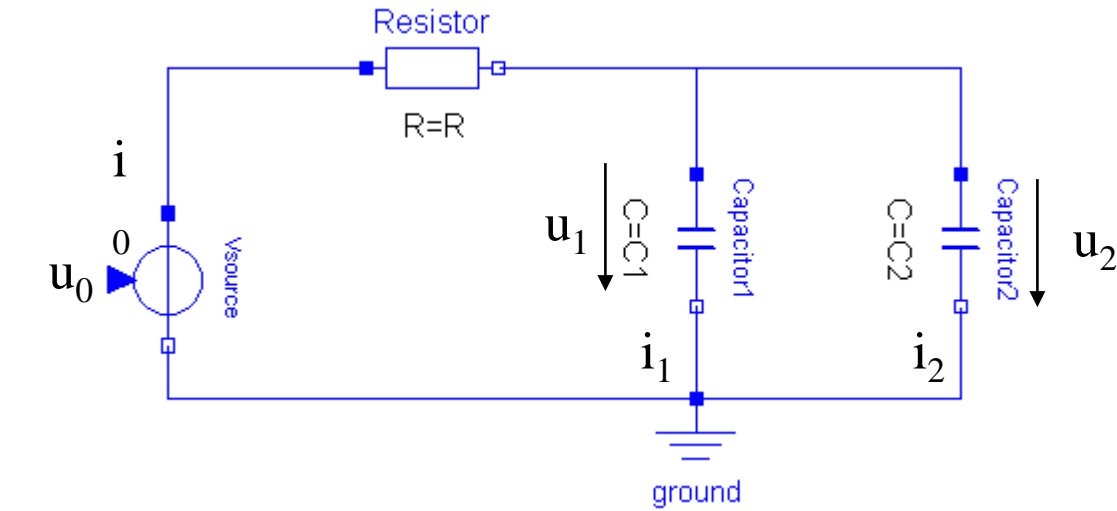 Resistor
R=R
i
0
u₀
Vsource
u₁
C=C1
Capacitor1
C=C2
Capacitor2
u₂
i₁
i₂
ground